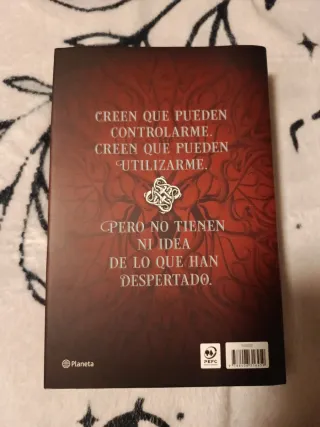 CREEN QUE PUEDEN
CONTROLARME.
CREEN QUE PUEDEN
UTILIZARME.
PERO NO TIENEN
NI IDEA
DE LO QUE HAN
DESPERTADO.
Planeta
PEFC